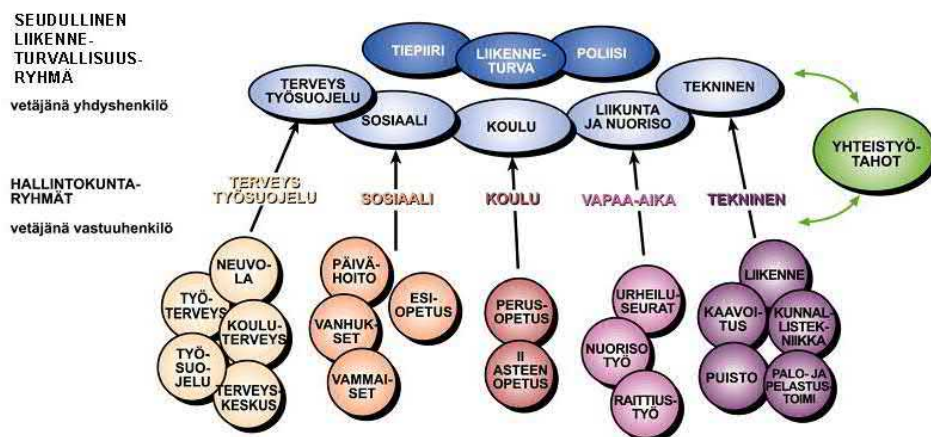 SEUDULLINEN
LIIKENNE-
TURVALLISUUS-
RYHMÄ
vetäjänä yhdyshenkilö
TIEPIIRI
LIIKENNE-
TURVA
POLIISI
TERVEYS
TYÖSUOJELU
SOSIAALI
KOULU
LIIKUNTA
JA NUORISO
TEKNINEN
YHTEISTYÖ-
TAHOT
HALLINTOKUNTA-
RYHMÄT
vetäjänä vastuuhenkilö
TERVEYS
TYÖSUOJELU
SOSIAALI
KOULU
VAPAA-AIKA
TEKNINEN
NEUVO-
LA
TYÖ-
TERVEYS
KOULU-
TERVEYS
TYÖ-
SUOJELU
TERVEYS-
KESKUS
PÄIVÄ-
HOITO
ESI-
OPETUS
VANHUK-
SET
VAMMAI-
SET
PERUS-
OPETUS
II
ASTEEN
OPETUS
URHEILU-
SEURAT
NUORISO
TYÖ
RAITTIUS-
TYÖ
LIIKENNE
KAAVOI-
TUS
KUNNAL-
LISTEK-
NIIKKA
PUISTO
PALO- JA
PELASTUS-
TOIMI